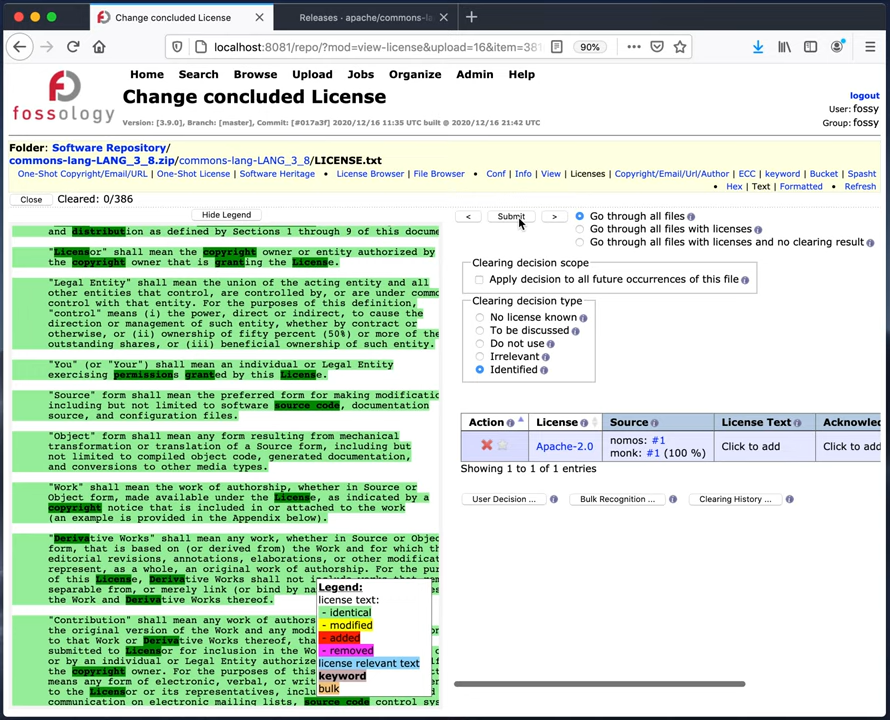 Change concluded License
Releases · apache/commons-la
localhost:8081/repo/?mod=view-license&upload=16&item=381
90%
fossology
Home Search Browse Upload Jobs Organize Admin Help
Change concluded License
Version: [3.9.0], Branch: [master], Commit: [#017a3f] 2020/12/16 11:35 UTC built @ 2020/12/16 21:42 UTC
logout
User: fossy
Group: fossy
Folder: Software Repository/
commons-lang-LANG_3_8.zip/commons-lang-LANG_3_8/LICENSE.txt
One-Shot Copyright/Email/URL | One-Shot License | Software Heritage • License Browser | File Browser • Conf | Info | View | Licenses | Copyright/Email/Url/Author | ECC | keyword | Bucket | Spasht
• Hex | Text | Formatted • Refresh
Close Cleared: 0/386
Hide Legend
and distribution as defined by Sections 1 through 9 of this docume
"Licensor" shall mean the copyright owner or entity authorized by
the copyright owner that is granting the License.
"Legal Entity" shall mean the union of the acting entity and all
other entities that control, are controlled by, or are under commo
control with that entity. For the purposes of this definition,
"control" means (i) the power, direct or indirect, to cause the
direction or management of such entity, whether by contract or
otherwise, or (ii) ownership of fifty percent (50%) or more of the
outstanding shares, or (iii) beneficial ownership of such entity.
"You" (or "Your") shall mean an individual or Legal Entity
exercising permissions granted by this License.
"Source" form shall mean the preferred form for making modificatio
including but not limited to software source code, documentation
source, and configuration files.
"Object" form shall mean any form resulting from mechanical
transformation or translation of a Source form, including but
not limited to compiled object code, generated documentation,
and conversions to other media types.
"Work" shall mean the work of authorship, whether in Source or
Object form, made available under the License, as indicated by a
copyright notice that is included in or attached to the work
(an example is provided in the Appendix below).
"Derivative Works" shall mean any work, whether in Source or Objec
form, that is based on (or derived from) the Work and for which th
editorial revisions, annotations, elaborations, or other modificat
represent, as a whole, an original work of authorship. For the pur
of this License, Derivative Works shall not include works that rema
separable from, or merely link (or bind by na
the Work and Derivative Works thereof.
"Contribution" shall mean any work of authors
the original version of the Work and any modi
to that Work or Derivative Works thereof, tha
submitted to Licensor for inclusion in the Wo
or by an individual or Legal Entity authorize
the copyright owner. For the purposes of this
means any form of electronic, verbal, or writ
to the Licensor or its representatives, inclu
communication on electronic mailing lists, source code control sys
Legend:
license text:
- identical
- modified
- added
- removed
license relevant text
keyword
bulk
< Submit >
Go through all files
Go through all files with licenses
Go through all files with licenses and no clearing result
Clearing decision scope
Apply decision to all future occurrences of this file
Clearing decision type
No license known
To be discussed
Do not use
Irrelevant
Identified
Action License Source License Text Acknowled
Apache-2.0 nomos: #1 Click to add Click to add
monk: #1 (100 %)
Showing 1 to 1 of 1 entries
User Decision ... Bulk Recognition ... Clearing History ...